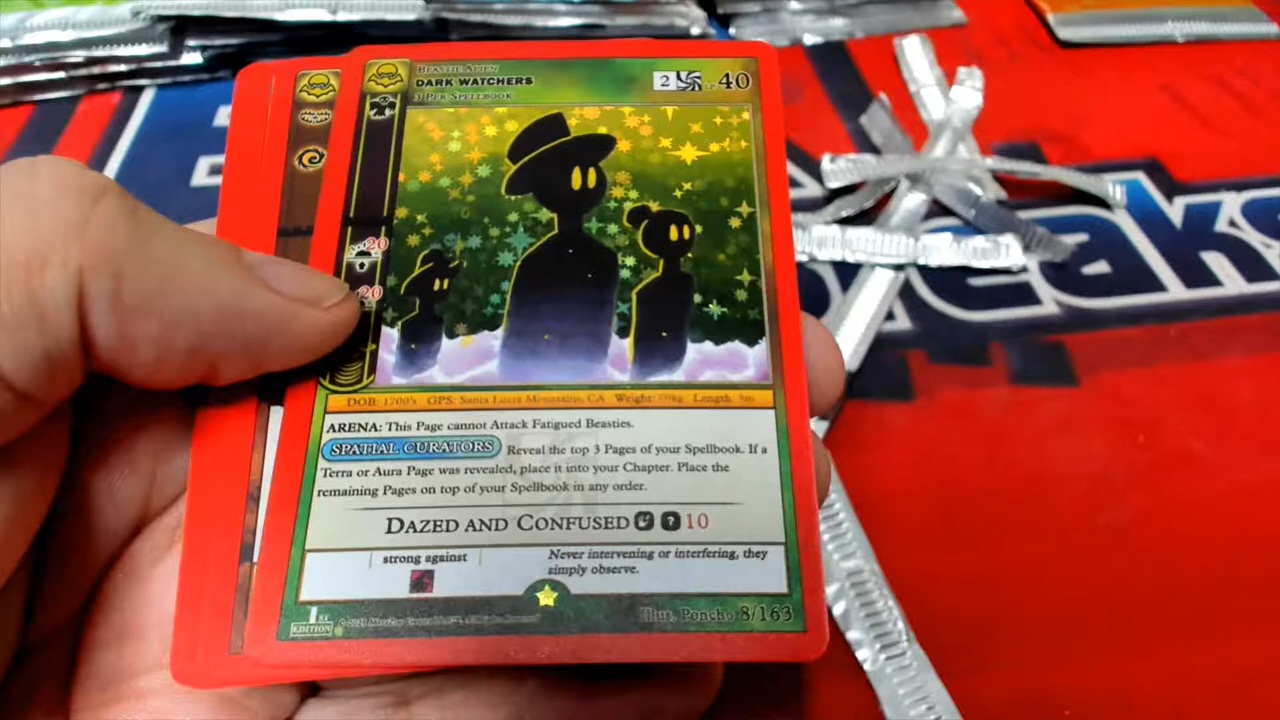 BEASTIE ALIEN
DARK WATCHERS
3 PER SPELLBOOK
2 LP 40
20
20
DOB: 1700's GPS: Santa Lucia Mountains, CA Weight: Length: 3m
ARENA: This Page cannot Attack Fatigued Beasties.
SPATIAL CURATORS Reveal the top 3 Pages of your Spellbook. If a
Terra or Aura Page was revealed, place it into your Chapter. Place the
remaining Pages on top of your Spellbook in any order.
DAZED AND CONFUSED ? 10
strong against
Never intervening or interfering, they
simply observe.
1ST
EDITION
Illus. Poncho 8/163
eaks